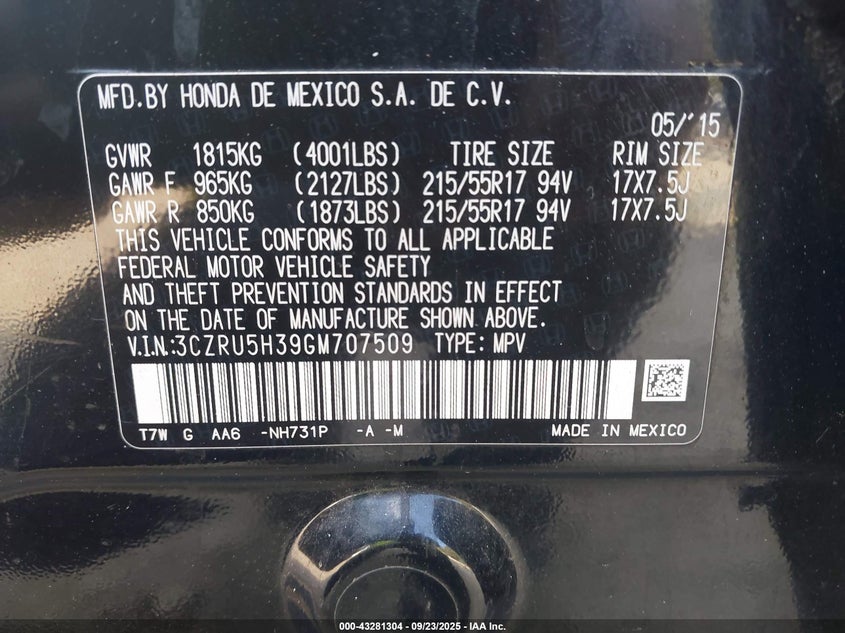 MFD.BY HONDA DE MEXICO S.A. DE C.V.
05/'15
GVWR 1815KG (4001LBS) TIRE SIZE RIM SIZE
GAWR F 965KG (2127LBS) 215/55R17 94V 17X7.5J
GAWR R 850KG (1873LBS) 215/55R17 94V 17X7.5J
THIS VEHICLE CONFORMS TO ALL APPLICABLE
FEDERAL MOTOR VEHICLE SAFETY
AND THEFT PREVENTION STANDARDS IN EFFECT
ON THE DATE OF MANUFACTURE SHOWN ABOVE.
V.I.N.:3CZRU5H39GM707509 TYPE: MPV
T7W G AA6 -NH731P -A -M MADE IN MEXICO
000-43281304 - 09/23/2025 - IAA Inc.